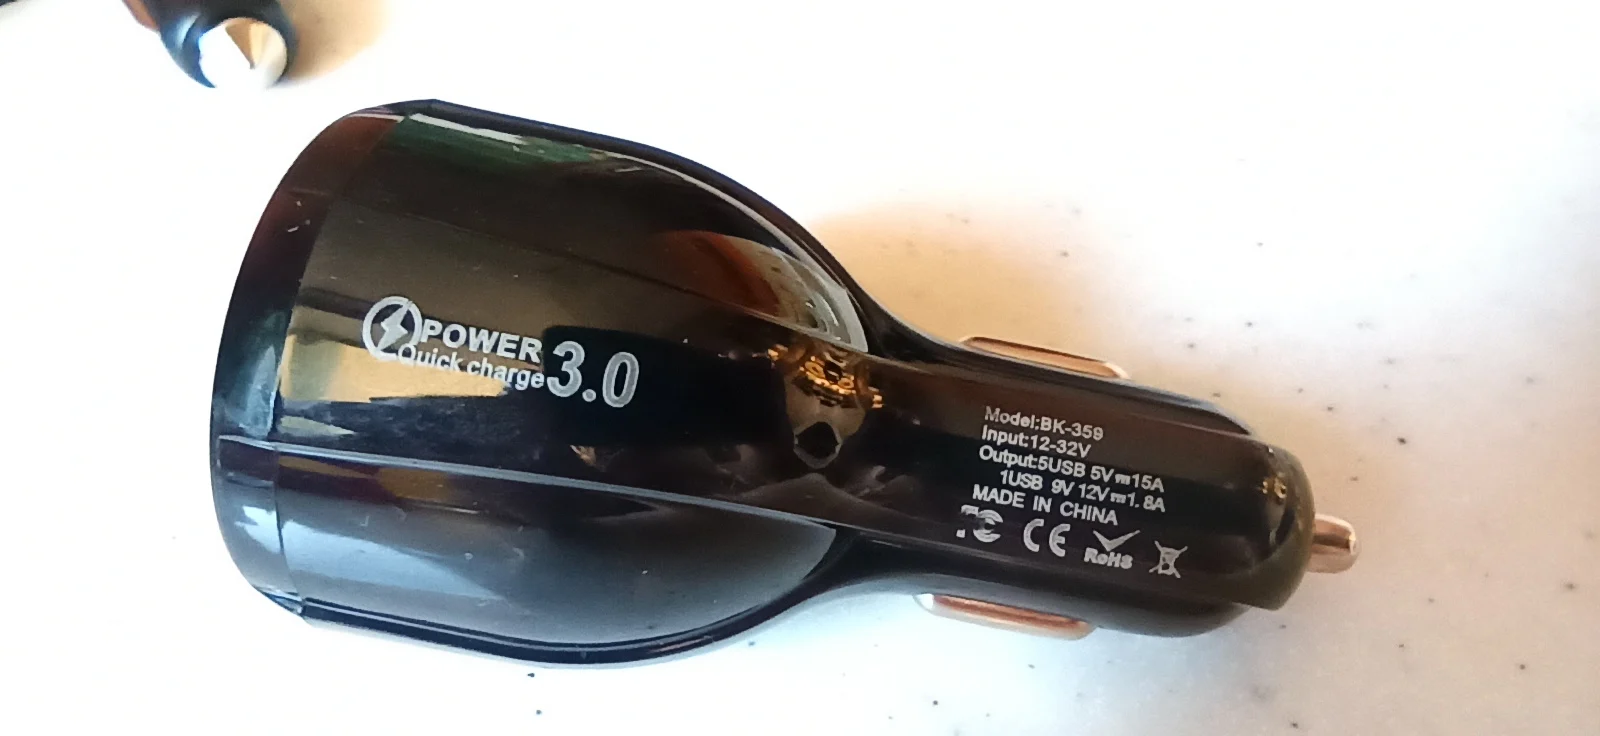 POWER
Quick charge 3.0
Model:BK-359
Input:12-32V
Output:5USB 5V⎓15A
1USB 9V 12V⎓1.8A
MADE IN CHINA
FC CE RoHS